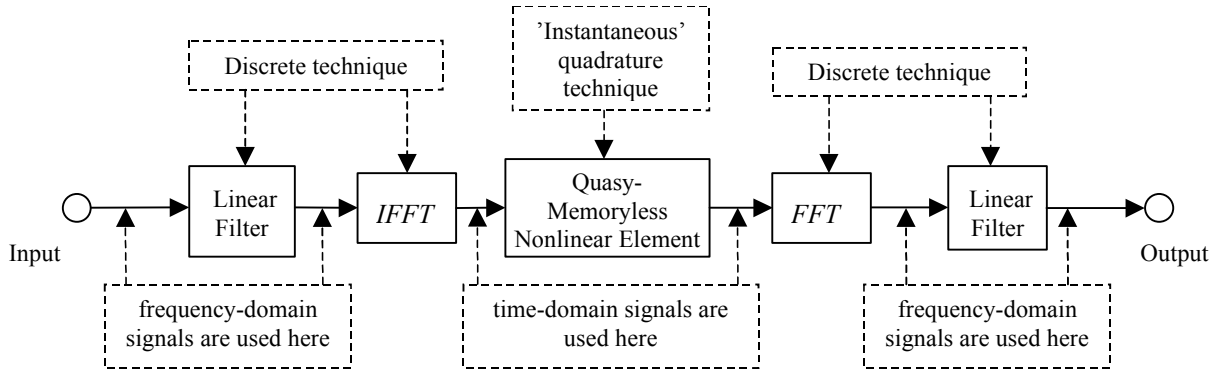 Discrete technique
’Instantaneous’
quadrature
technique
Discrete technique
Input
Linear
Filter
IFFT
Quasy-
Memoryless
Nonlinear Element
FFT
Linear
Filter
Output
frequency-domain
signals are used here
time-domain signals are
used here
frequency-domain
signals are used here